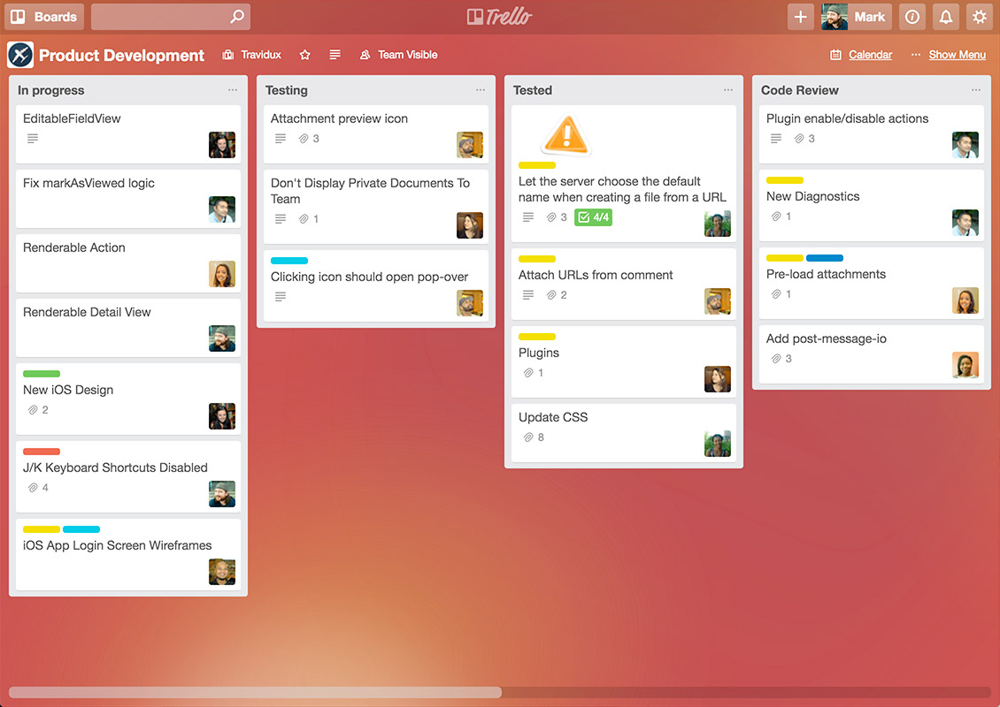 Boards
Trello
Mark
Product Development
Travidux
Team Visible
Calendar
Show Menu
In progress
EditableFieldView
Fix markAsViewed logic
Renderable Action
Renderable Detail View
New iOS Design
2
J/K Keyboard Shortcuts Disabled
4
iOS App Login Screen Wireframes
Testing
Attachment preview icon
3
Don't Display Private Documents To
Team
1
Clicking icon should open pop-over
Tested
Let the server choose the default
name when creating a file from a URL
3 4/4
Attach URLs from comment
2
Plugins
1
Update CSS
8
Code Review
Plugin enable/disable actions
3
New Diagnostics
1
Pre-load attachments
1
Add post-message-io
3